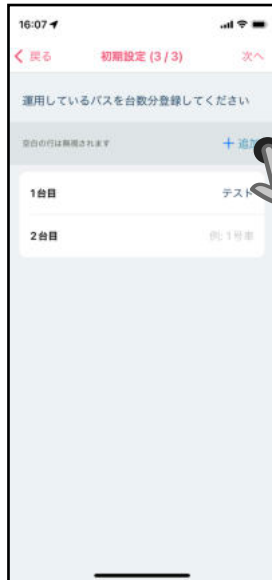 16:07
戻る
初期設定 (3 / 3)
次へ
運用しているバスを台数分登録してください
空白の行は無視されます
＋追加
1台目
テスト
2台目
例: 1号車